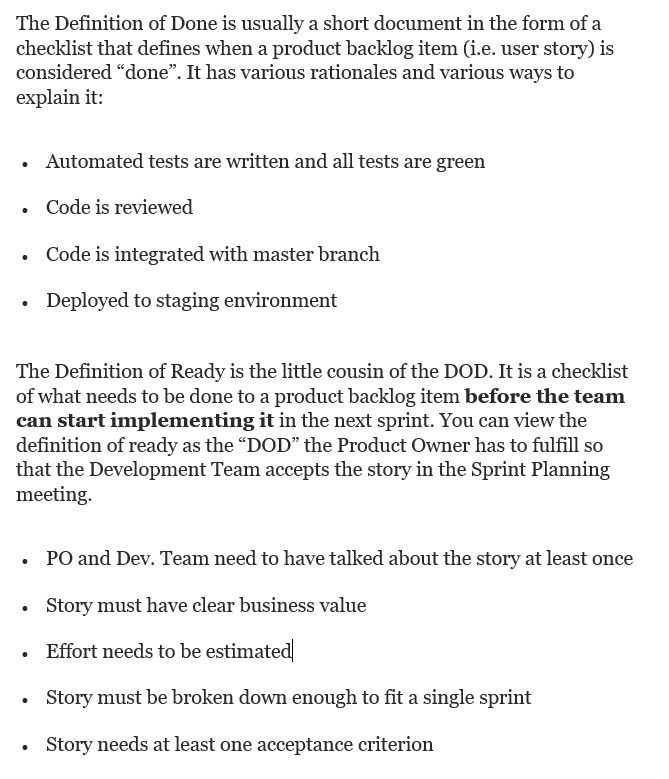 The Definition of Done is usually a short document in the form of a
checklist that defines when a product backlog item (i.e. user story) is
considered “done”. It has various rationales and various ways to
explain it:
• Automated tests are written and all tests are green
• Code is reviewed
• Code is integrated with master branch
• Deployed to staging environment
The Definition of Ready is the little cousin of the DOD. It is a checklist
of what needs to be done to a product backlog item before the team
can start implementing it in the next sprint. You can view the
definition of ready as the “DOD” the Product Owner has to fulfill so
that the Development Team accepts the story in the Sprint Planning
meeting.
• PO and Dev. Team need to have talked about the story at least once
• Story must have clear business value
• Effort needs to be estimated
• Story must be broken down enough to fit a single sprint
• Story needs at least one acceptance criterion